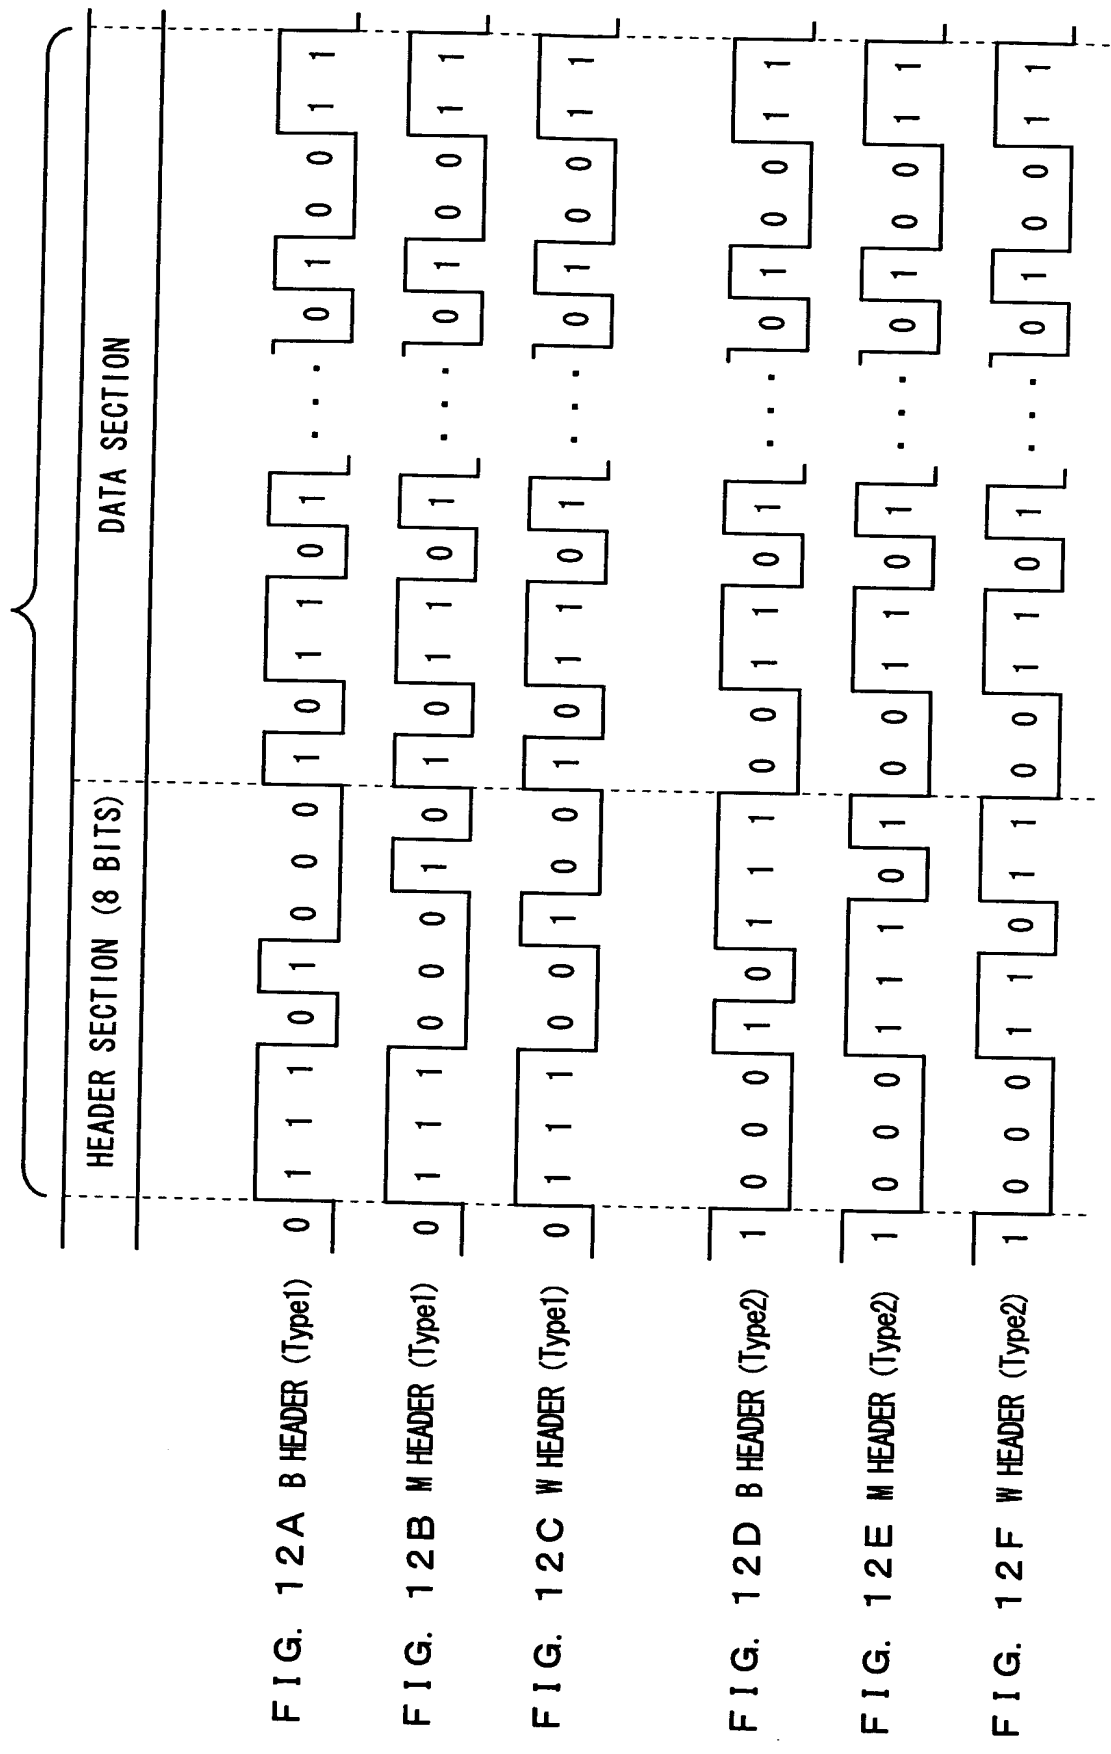 HEADER SECTION (8 BITS) DATA SECTION
FIG. 12A B HEADER (Type1) 0 1 1 1 0 1 0 0 0 1 0 1 1 0 1 . . . 0 1 0 0 1 1
FIG. 12B M HEADER (Type1) 0 1 1 1 0 0 0 1 0 1 0 1 1 0 1 . . . 0 1 0 0 1 1
FIG. 12C W HEADER (Type1) 0 1 1 1 0 0 1 0 0 1 0 1 1 0 1 . . . 0 1 0 0 1 1
FIG. 12D B HEADER (Type2) 1 0 0 0 1 0 1 1 1 0 0 1 1 0 1 . . . 0 1 0 0 1 1
FIG. 12E M HEADER (Type2) 1 0 0 0 1 1 1 0 1 0 0 1 1 0 1 . . . 0 1 0 0 1 1
FIG. 12F W HEADER (Type2) 1 0 0 0 1 1 0 1 1 0 0 1 1 0 1 . . . 0 1 0 0 1 1